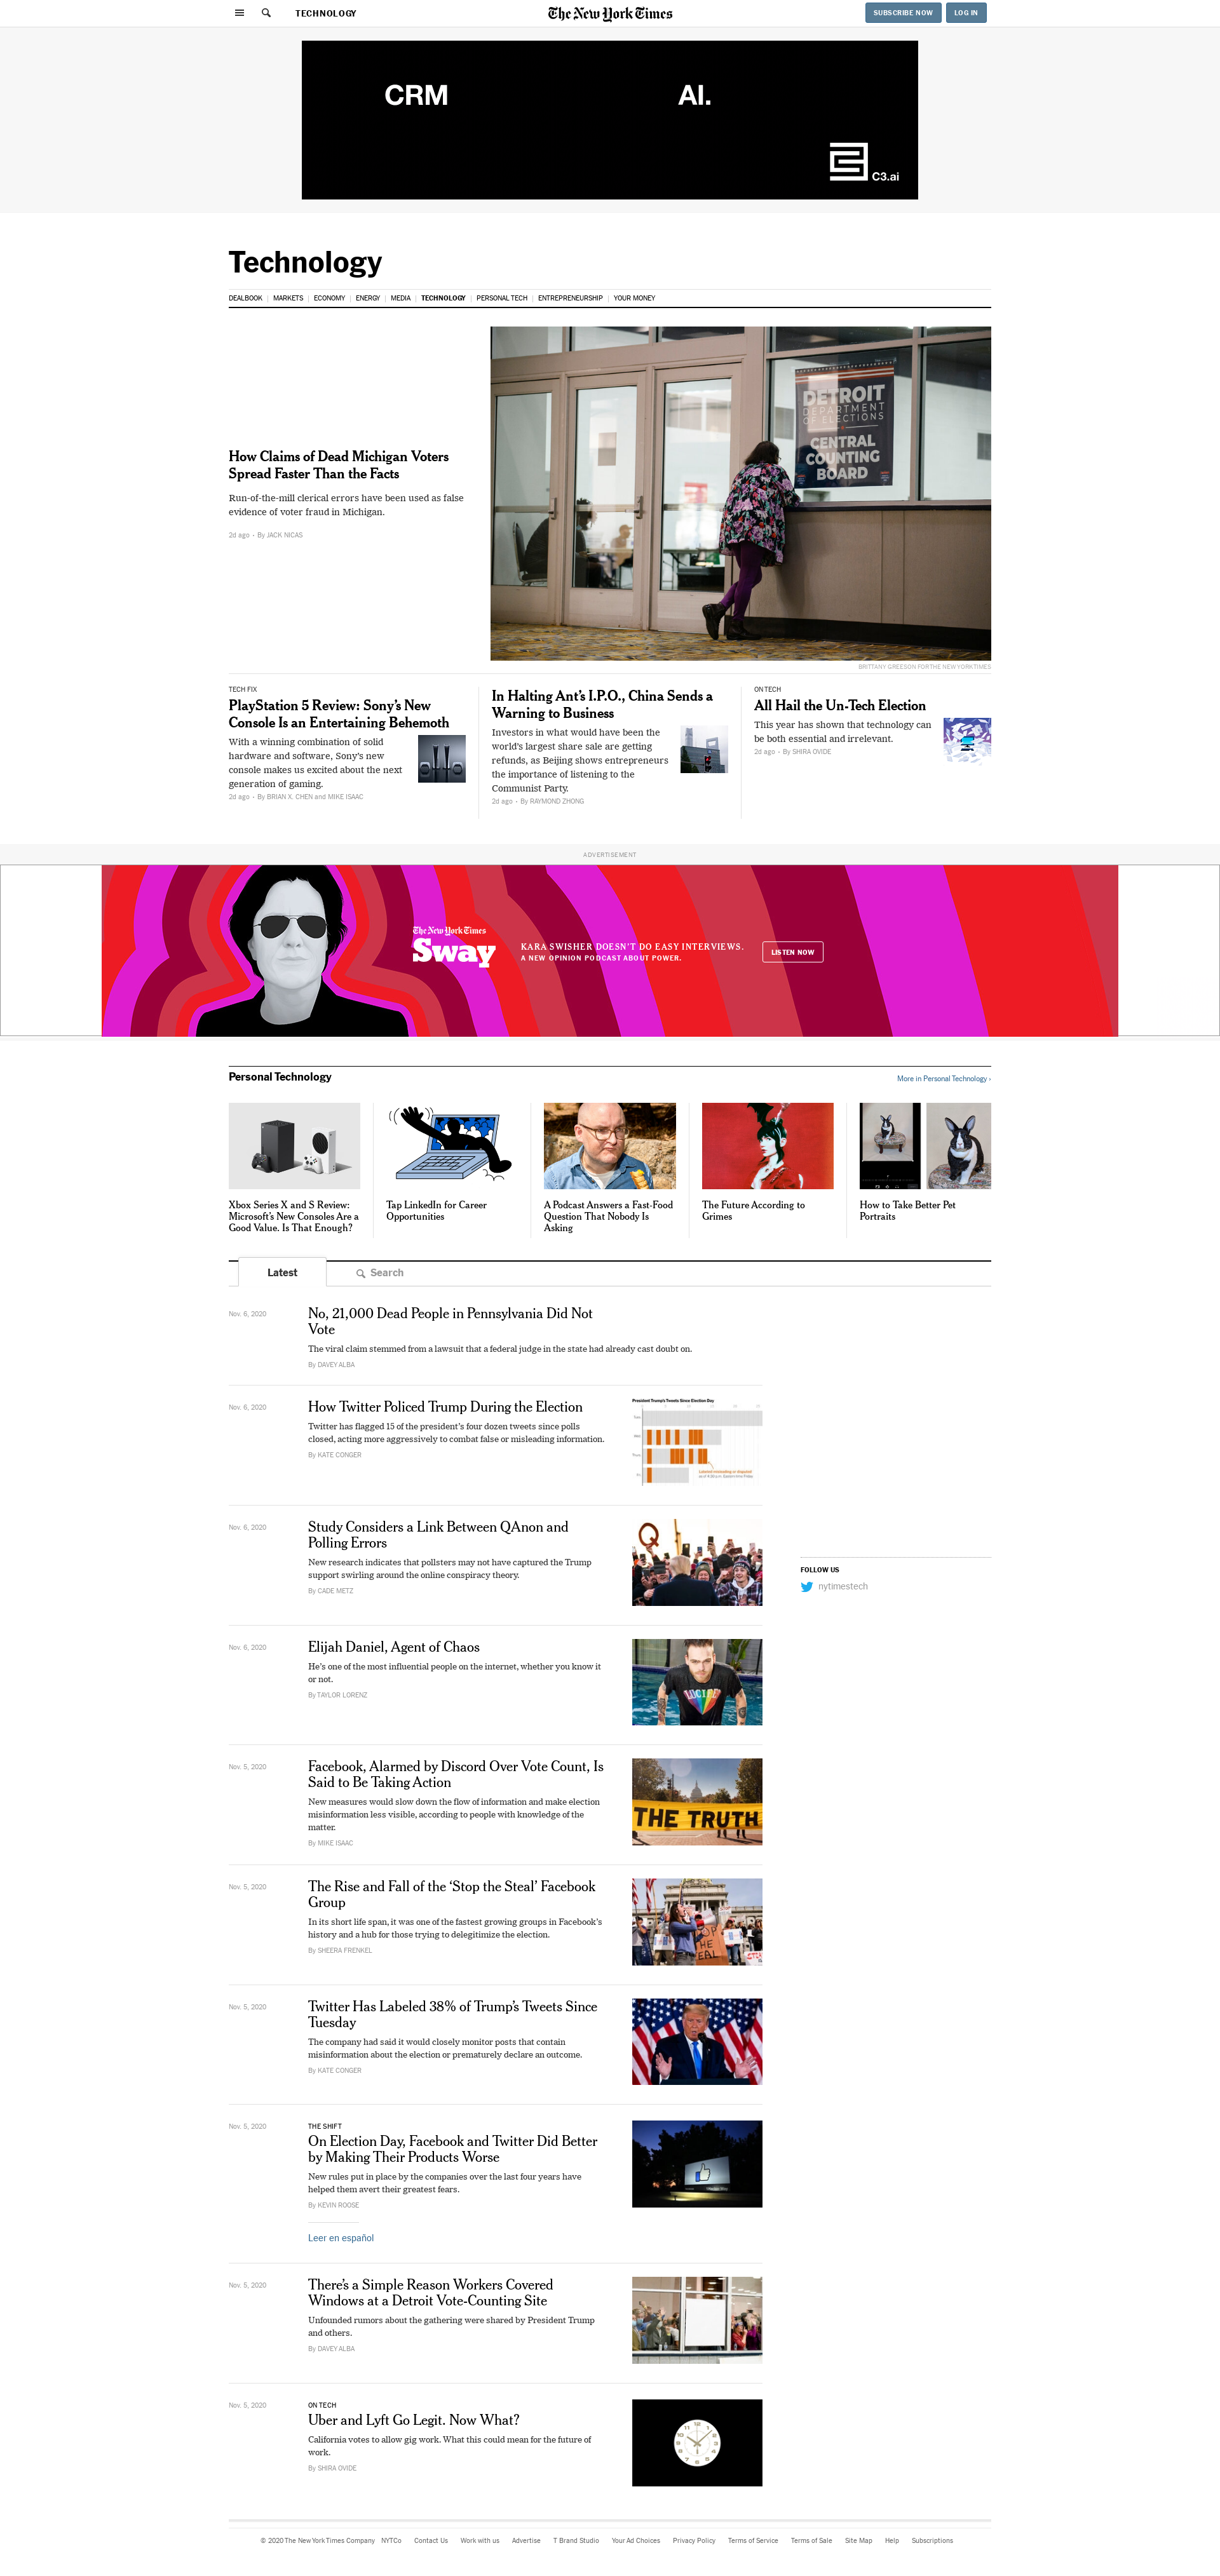 TECHNOLOGY
The New York Times
SUBSCRIBE NOW
LOG IN
CRM
AI.
C3.ai
Technology
DEALBOOK
MARKETS
ECONOMY
ENERGY
MEDIA
TECHNOLOGY
PERSONAL TECH
ENTREPRENEURSHIP
YOUR MONEY
How Claims of Dead Michigan Voters
Spread Faster Than the Facts
Run-of-the-mill clerical errors have been used as false
evidence of voter fraud in Michigan.
2d ago • By JACK NICAS
DETROIT
DEPARTMENT
OF ELECTIONS
CENTRAL
COUNTING
BOARD
BRITTANY GREESON FOR THE NEW YORK TIMES
TECH FIX
PlayStation 5 Review: Sony’s New
Console Is an Entertaining Behemoth
With a winning combination of solid
hardware and software, Sony’s new
console makes us excited about the next
generation of gaming.
2d ago • By BRIAN X. CHEN and MIKE ISAAC
In Halting Ant’s I.P.O., China Sends a
Warning to Business
Investors in what would have been the
world’s largest share sale are getting
refunds, as Beijing shows entrepreneurs
the importance of listening to the
Communist Party.
2d ago • By RAYMOND ZHONG
ON TECH
All Hail the Un-Tech Election
This year has shown that technology can
be both essential and irrelevant.
2d ago • By SHIRA OVIDE
ADVERTISEMENT
The New York Times
Sway
KARA SWISHER DOESN’T DO EASY INTERVIEWS.
A NEW OPINION PODCAST ABOUT POWER.
LISTEN NOW
Personal Technology
More in Personal Technology ›
Xbox Series X and S Review:
Microsoft’s New Consoles Are a
Good Value. Is That Enough?
Tap LinkedIn for Career
Opportunities
A Podcast Answers a Fast-Food
Question That Nobody Is
Asking
The Future According to
Grimes
How to Take Better Pet
Portraits
Latest
Search
Nov. 6, 2020
No, 21,000 Dead People in Pennsylvania Did Not
Vote
The viral claim stemmed from a lawsuit that a federal judge in the state had already cast doubt on.
By DAVEY ALBA
Nov. 6, 2020
How Twitter Policed Trump During the Election
Twitter has flagged 15 of the president’s four dozen tweets since polls
closed, acting more aggressively to combat false or misleading information.
By KATE CONGER
President Trump's Tweets Since Election Day
Nov. 6, 2020
Study Considers a Link Between QAnon and
Polling Errors
New research indicates that pollsters may not have captured the Trump
support swirling around the online conspiracy theory.
By CADE METZ
Q
FOLLOW US
nytimestech
Nov. 6, 2020
Elijah Daniel, Agent of Chaos
He’s one of the most influential people on the internet, whether you know it
or not.
By TAYLOR LORENZ
LUCIFER
Nov. 5, 2020
Facebook, Alarmed by Discord Over Vote Count, Is
Said to Be Taking Action
New measures would slow down the flow of information and make election
misinformation less visible, according to people with knowledge of the
matter.
By MIKE ISAAC
THE TRUTH
Nov. 5, 2020
The Rise and Fall of the ‘Stop the Steal’ Facebook
Group
In its short life span, it was one of the fastest growing groups in Facebook’s
history and a hub for those trying to delegitimize the election.
By SHEERA FRENKEL
Nov. 5, 2020
Twitter Has Labeled 38% of Trump’s Tweets Since
Tuesday
The company had said it would closely monitor posts that contain
misinformation about the election or prematurely declare an outcome.
By KATE CONGER
Nov. 5, 2020
THE SHIFT
On Election Day, Facebook and Twitter Did Better
by Making Their Products Worse
New rules put in place by the companies over the last four years have
helped them avert their greatest fears.
By KEVIN ROOSE
Leer en español
Nov. 5, 2020
There’s a Simple Reason Workers Covered
Windows at a Detroit Vote-Counting Site
Unfounded rumors about the gathering were shared by President Trump
and others.
By DAVEY ALBA
Nov. 5, 2020
ON TECH
Uber and Lyft Go Legit. Now What?
California votes to allow gig work. What this could mean for the future of
work.
By SHIRA OVIDE
© 2020 The New York Times Company
NYTCo
Contact Us
Work with us
Advertise
T Brand Studio
Your Ad Choices
Privacy Policy
Terms of Service
Terms of Sale
Site Map
Help
Subscriptions